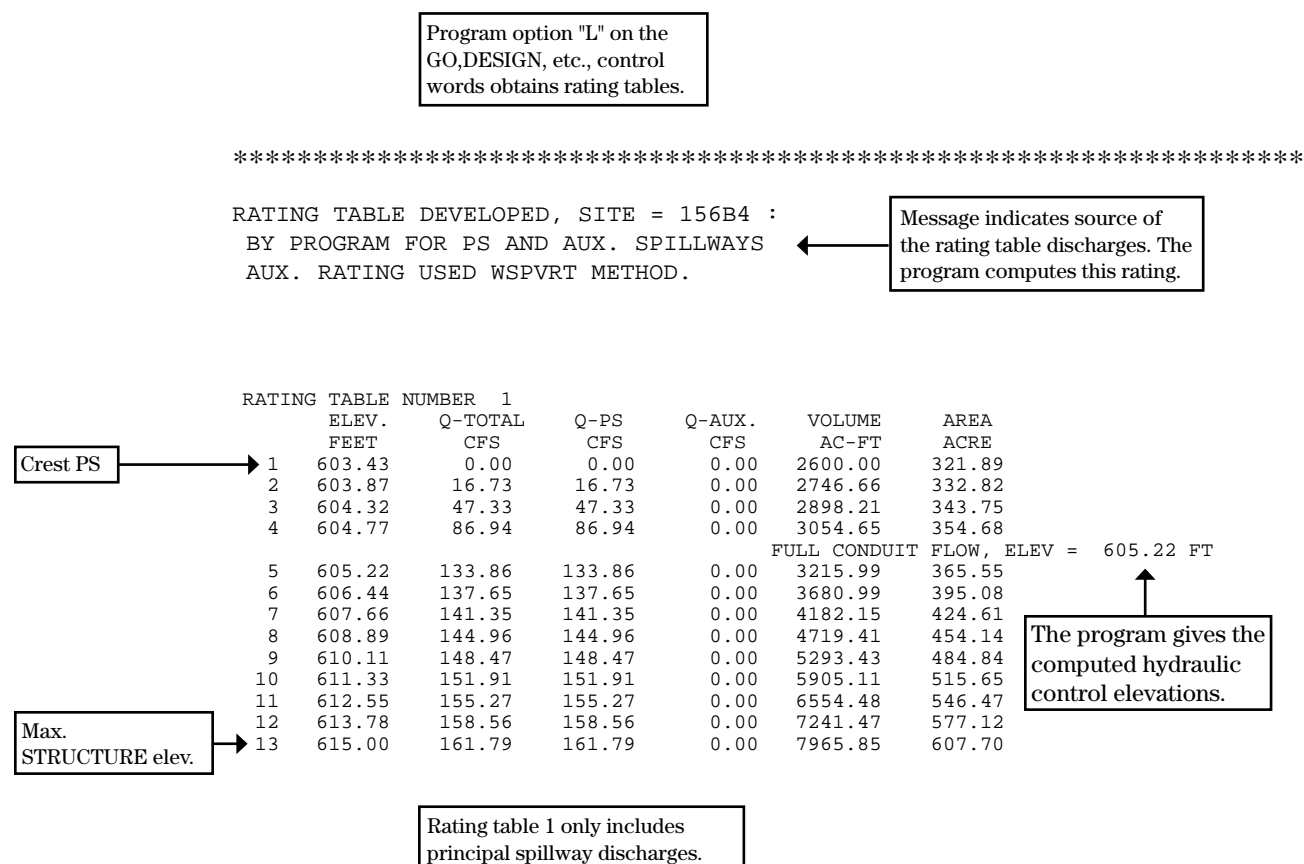 Program option "L" on the
GO,DESIGN, etc., control
words obtains rating tables.
*******************************************************************
RATING TABLE DEVELOPED, SITE = 156B4 :
BY PROGRAM FOR PS AND AUX. SPILLWAYS
AUX. RATING USED WSPVRT METHOD.
Message indicates source of
the rating table discharges. The
program computes this rating.
RATING TABLE NUMBER 1
ELEV. Q-TOTAL Q-PS Q-AUX. VOLUME AREA
FEET CFS CFS CFS AC-FT ACRE
Crest PS
1 603.43 0.00 0.00 0.00 2600.00 321.89
2 603.87 16.73 16.73 0.00 2746.66 332.82
3 604.32 47.33 47.33 0.00 2898.21 343.75
4 604.77 86.94 86.94 0.00 3054.65 354.68
FULL CONDUIT FLOW, ELEV = 605.22 FT
5 605.22 133.86 133.86 0.00 3215.99 365.55
6 606.44 137.65 137.65 0.00 3680.99 395.08
7 607.66 141.35 141.35 0.00 4182.15 424.61
8 608.89 144.96 144.96 0.00 4719.41 454.14
9 610.11 148.47 148.47 0.00 5293.43 484.84
10 611.33 151.91 151.91 0.00 5905.11 515.65
11 612.55 155.27 155.27 0.00 6554.48 546.47
12 613.78 158.56 158.56 0.00 7241.47 577.12
13 615.00 161.79 161.79 0.00 7965.85 607.70
The program gives the
computed hydraulic
control elevations.
Max.
STRUCTURE elev.
Rating table 1 only includes
principal spillway discharges.